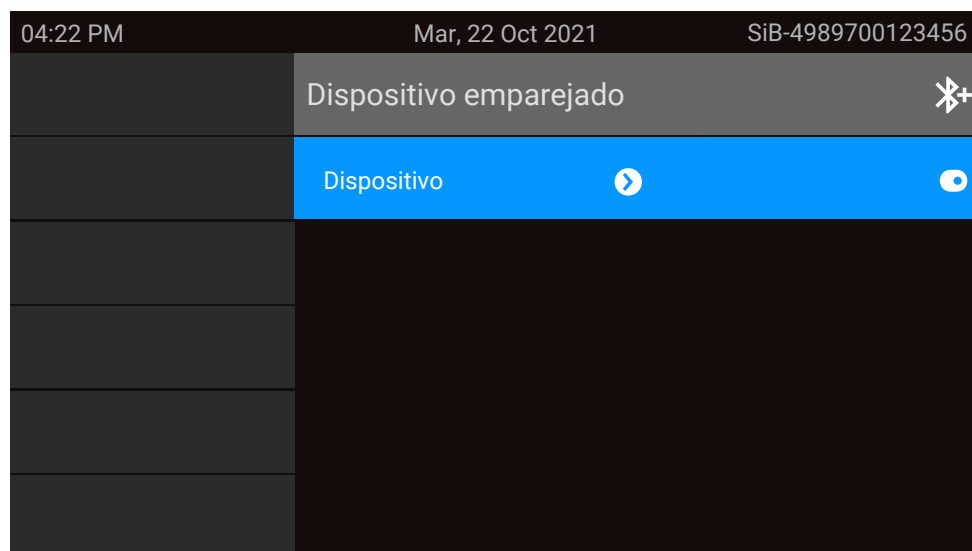 04:22 PM Mar, 22 Oct 2021 SiB-4989700123456
Dispositivo emparejado
Dispositivo